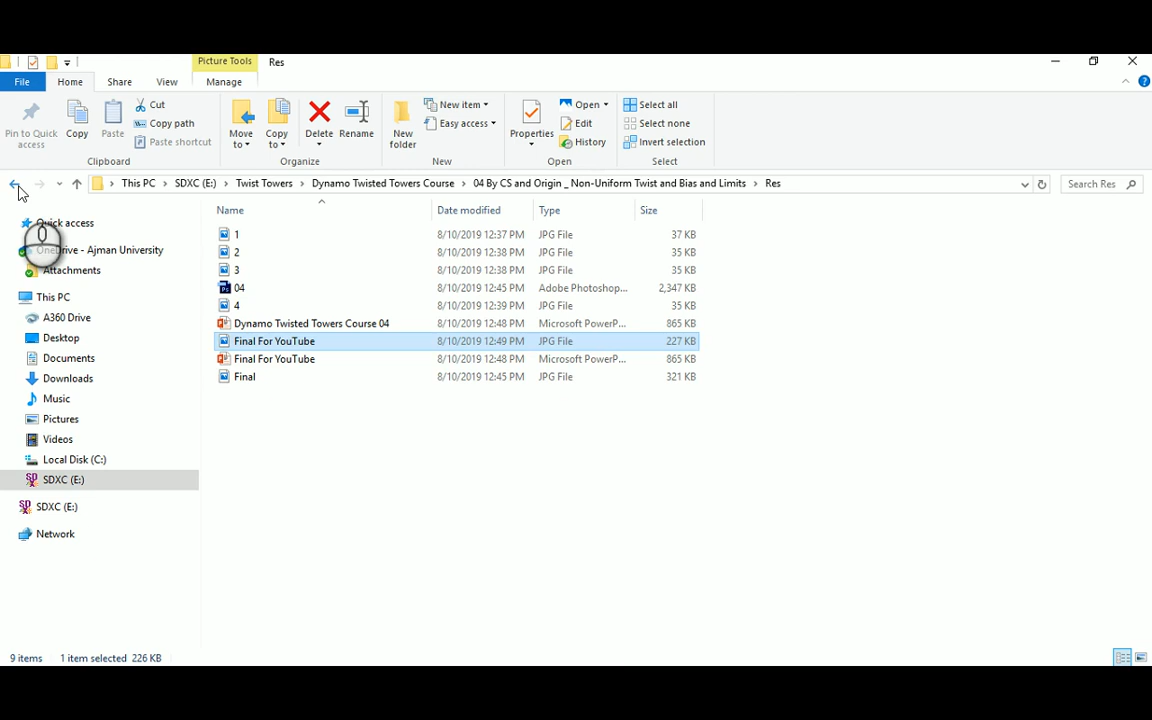 Picture Tools Res
File Home Share View Manage
Pin to Quick access
Copy
Paste
Cut
Copy path
Paste shortcut
Clipboard
Move to
Copy to
Delete
Rename
Organize
New folder
New item
Easy access
New
Properties
Open
Edit
History
Open
Select all
Select none
Invert selection
Select
This PC SDXC (E:) Twist Towers Dynamo Twisted Towers Course 04 By CS and Origin _ Non-Uniform Twist and Bias and Limits Res
Search Res
Quick access
OneDrive - Ajman University
Attachments
This PC
A360 Drive
Desktop
Documents
Downloads
Music
Pictures
Videos
Local Disk (C:)
SDXC (E:)
SDXC (E:)
Network
Name Date modified Type Size
1 8/10/2019 12:37 PM JPG File 37 KB
2 8/10/2019 12:38 PM JPG File 35 KB
3 8/10/2019 12:38 PM JPG File 35 KB
04 8/10/2019 12:45 PM Adobe Photoshop... 2,347 KB
4 8/10/2019 12:39 PM JPG File 35 KB
Dynamo Twisted Towers Course 04 8/10/2019 12:48 PM Microsoft PowerP... 865 KB
Final For YouTube 8/10/2019 12:49 PM JPG File 227 KB
Final For YouTube 8/10/2019 12:48 PM Microsoft PowerP... 865 KB
Final 8/10/2019 12:45 PM JPG File 321 KB
9 items 1 item selected 226 KB